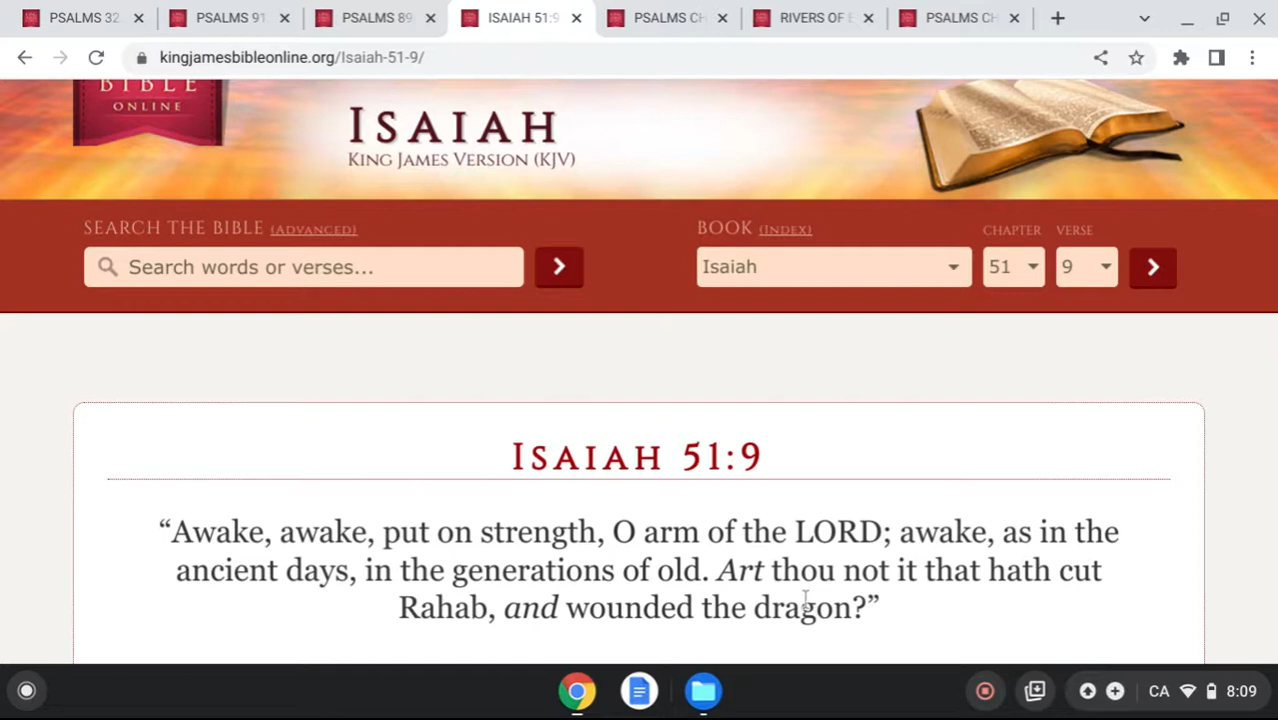 PSALMS 32
PSALMS 91
PSALMS 89
ISAIAH 51:9
PSALMS CH
RIVERS OF E
PSALMS CH
kingjamesbibleonline.org/Isaiah-51-9/
BIBLE
ONLINE
ISAIAH
KING JAMES VERSION (KJV)
SEARCH THE BIBLE (ADVANCED)
BOOK (INDEX)
CHAPTER
VERSE
Search words or verses...
Isaiah
51
9
ISAIAH 51:9
“Awake, awake, put on strength, O arm of the LORD; awake, as in the
ancient days, in the generations of old. Art thou not it that hath cut
Rahab, and wounded the dragon?”
CA
8:09